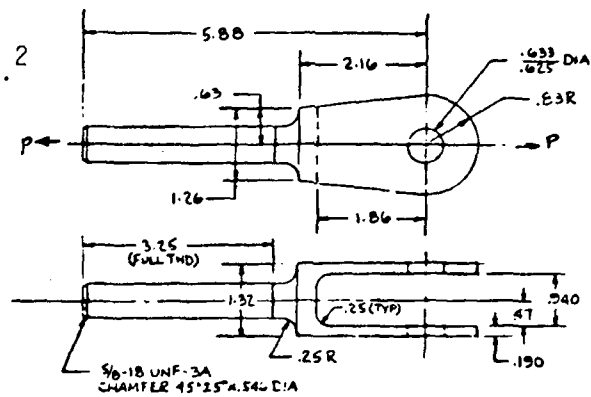 5.88
.2
2.16
.633
.625 DIA
.63
.83R
P
P
1.26
1.86
3.25
(FULL THD)
1.32
.25(TYP)
.940
.47
.25R
.190
5/8-18 UNF-3A
CHAMFER 45°25° x .546 DIA